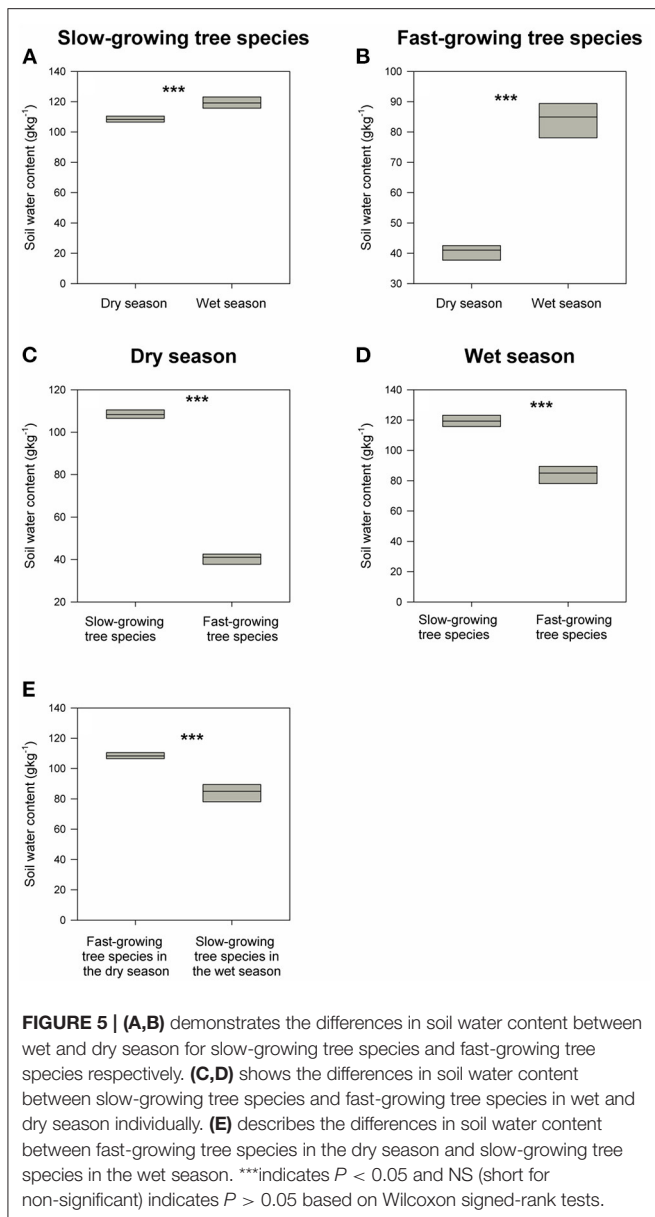 Slow-growing tree species
Fast-growing tree species
A
B
140
120
100
80
60
40
20
0
Soil water content (gkg-1)
***
Dry season
Wet season
100
90
80
70
60
50
40
30
Soil water content (gkg-1)
***
Dry season
Wet season
C
Dry season
D
Wet season
120
100
80
60
40
20
Soil water content (gkg-1)
***
Slow-growing
tree species
Fast-growing
tree species
140
120
100
80
60
40
20
0
Soil water content (gkg-1)
***
Slow-growing
tree species
Fast-growing
tree species
E
140
120
100
80
60
40
20
0
Soil water content (gkg-1)
***
Fast-growing
tree species in
the dry season
Slow-growing
tree species in
the wet season
FIGURE 5 | (A,B) demonstrates the differences in soil water content between
wet and dry season for slow-growing tree species and fast-growing tree
species respectively. (C,D) shows the differences in soil water content
between slow-growing tree species and fast-growing tree species in wet and
dry season individually. (E) describes the differences in soil water content
between fast-growing tree species in the dry season and slow-growing tree
species in the wet season. ***indicates P < 0.05 and NS (short for
non-significant) indicates P > 0.05 based on Wilcoxon signed-rank tests.